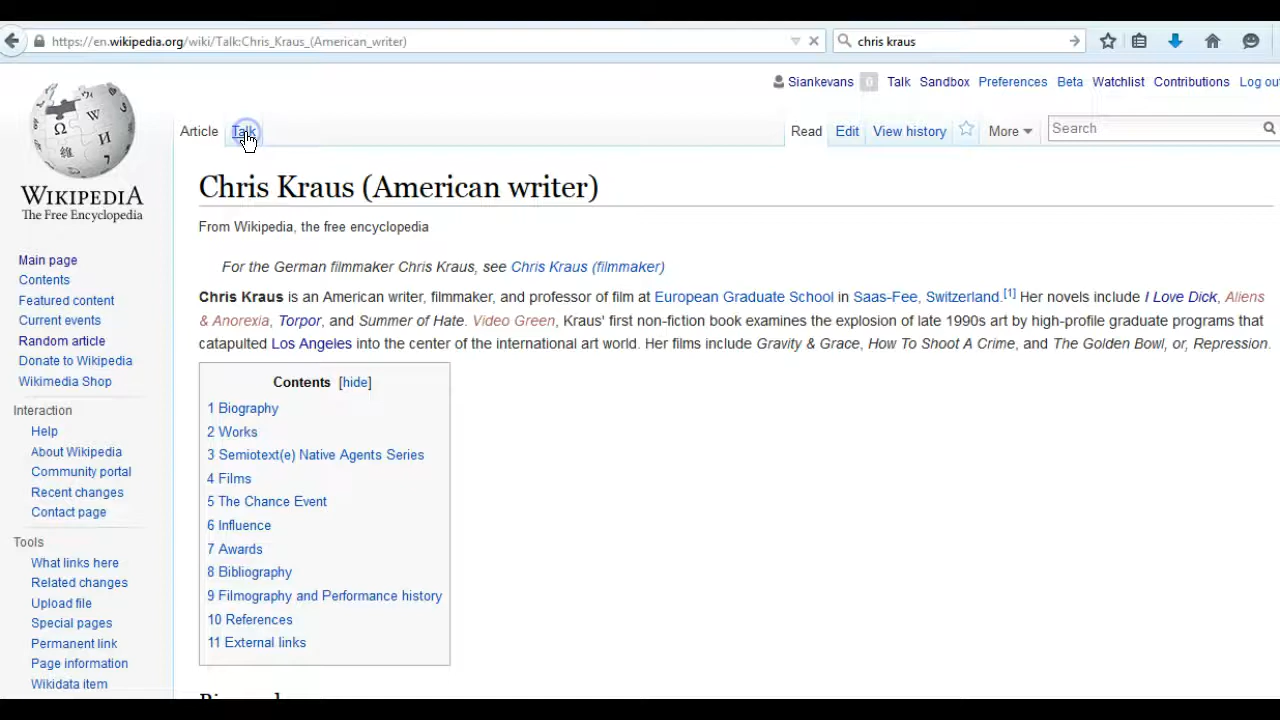 https://en.wikipedia.org/wiki/Talk:Chris_Kraus_(American_writer)
chris kraus
Siankevans 0 Talk Sandbox Preferences Beta Watchlist Contributions Log out
Article Talk
Read Edit View history More Search
WIKIPEDIA
The Free Encyclopedia
Main page
Contents
Featured content
Current events
Random article
Donate to Wikipedia
Wikimedia Shop
Interaction
Help
About Wikipedia
Community portal
Recent changes
Contact page
Tools
What links here
Related changes
Upload file
Special pages
Permanent link
Page information
Wikidata item
Chris Kraus (American writer)
From Wikipedia, the free encyclopedia
For the German filmmaker Chris Kraus, see Chris Kraus (filmmaker)
Chris Kraus is an American writer, filmmaker, and professor of film at European Graduate School in Saas-Fee, Switzerland.[1] Her novels include I Love Dick, Aliens
& Anorexia, Torpor, and Summer of Hate. Video Green, Kraus' first non-fiction book examines the explosion of late 1990s art by high-profile graduate programs that
catapulted Los Angeles into the center of the international art world. Her films include Gravity & Grace, How To Shoot A Crime, and The Golden Bowl, or, Repression.
Contents [hide]
1 Biography
2 Works
3 Semiotext(e) Native Agents Series
4 Films
5 The Chance Event
6 Influence
7 Awards
8 Bibliography
9 Filmography and Performance history
10 References
11 External links